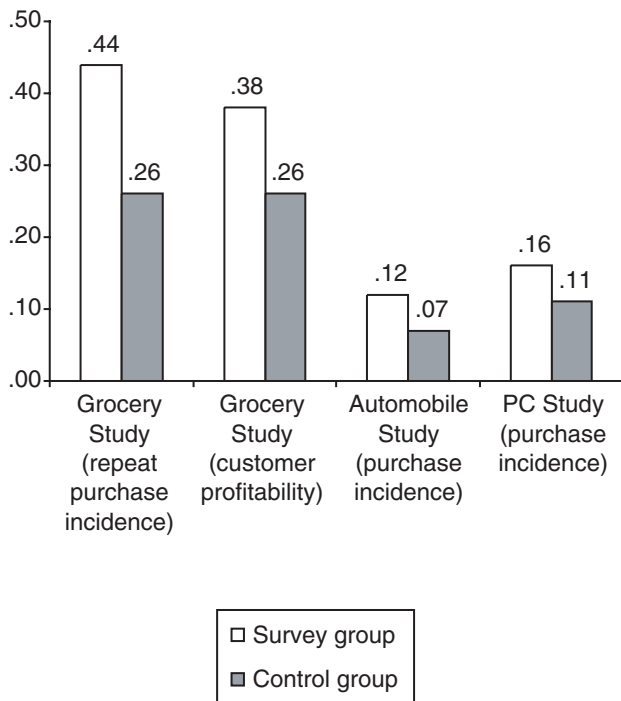 .50
.40
.30
.20
.10
.00
.44
.26
.38
.26
.12
.07
.16
.11
Grocery
Study
(repeat
purchase
incidence)
Grocery
Study
(customer
profitability)
Automobile
Study
(purchase
incidence)
PC Study
(purchase
incidence)
Survey group
Control group